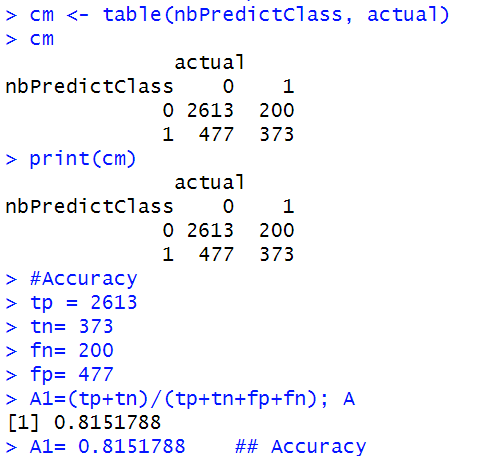 > cm <- table(nbPredictClass, actual)
> cm
actual
nbPredictClass 0 1
0 2613 200
1 477 373
> print(cm)
actual
nbPredictClass 0 1
0 2613 200
1 477 373
> #Accuracy
> tp = 2613
> tn= 373
> fn= 200
> fp= 477
> A1=(tp+tn)/(tp+tn+fp+fn); A
[1] 0.8151788
> A1= 0.8151788 ## Accuracy